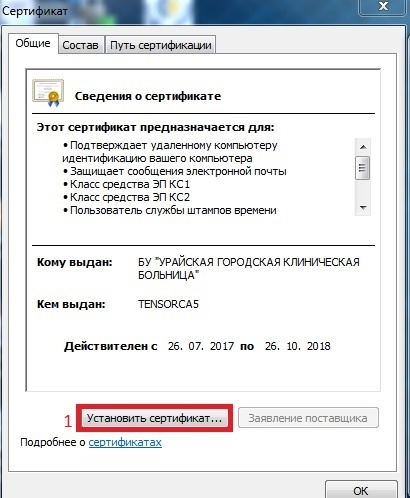 Сертификат
Общие Состав Путь сертификации
Сведения о сертификате
Этот сертификат предназначается для:
• Подтверждает удаленному компьютеру
идентификацию вашего компьютера
• Защищает сообщения электронной почты
• Класс средства ЭП КС1
• Класс средства ЭП КС2
• Пользователь службы штампов времени
Кому выдан: БУ "УРАЙСКАЯ ГОРОДСКАЯ КЛИНИЧЕСКАЯ
БОЛЬНИЦА"
Кем выдан: TENSORCA5
Действителен с 26. 07. 2017 по 26. 10. 2018
1 Установить сертификат... Заявление поставщика
Подробнее о сертификатах
ОК